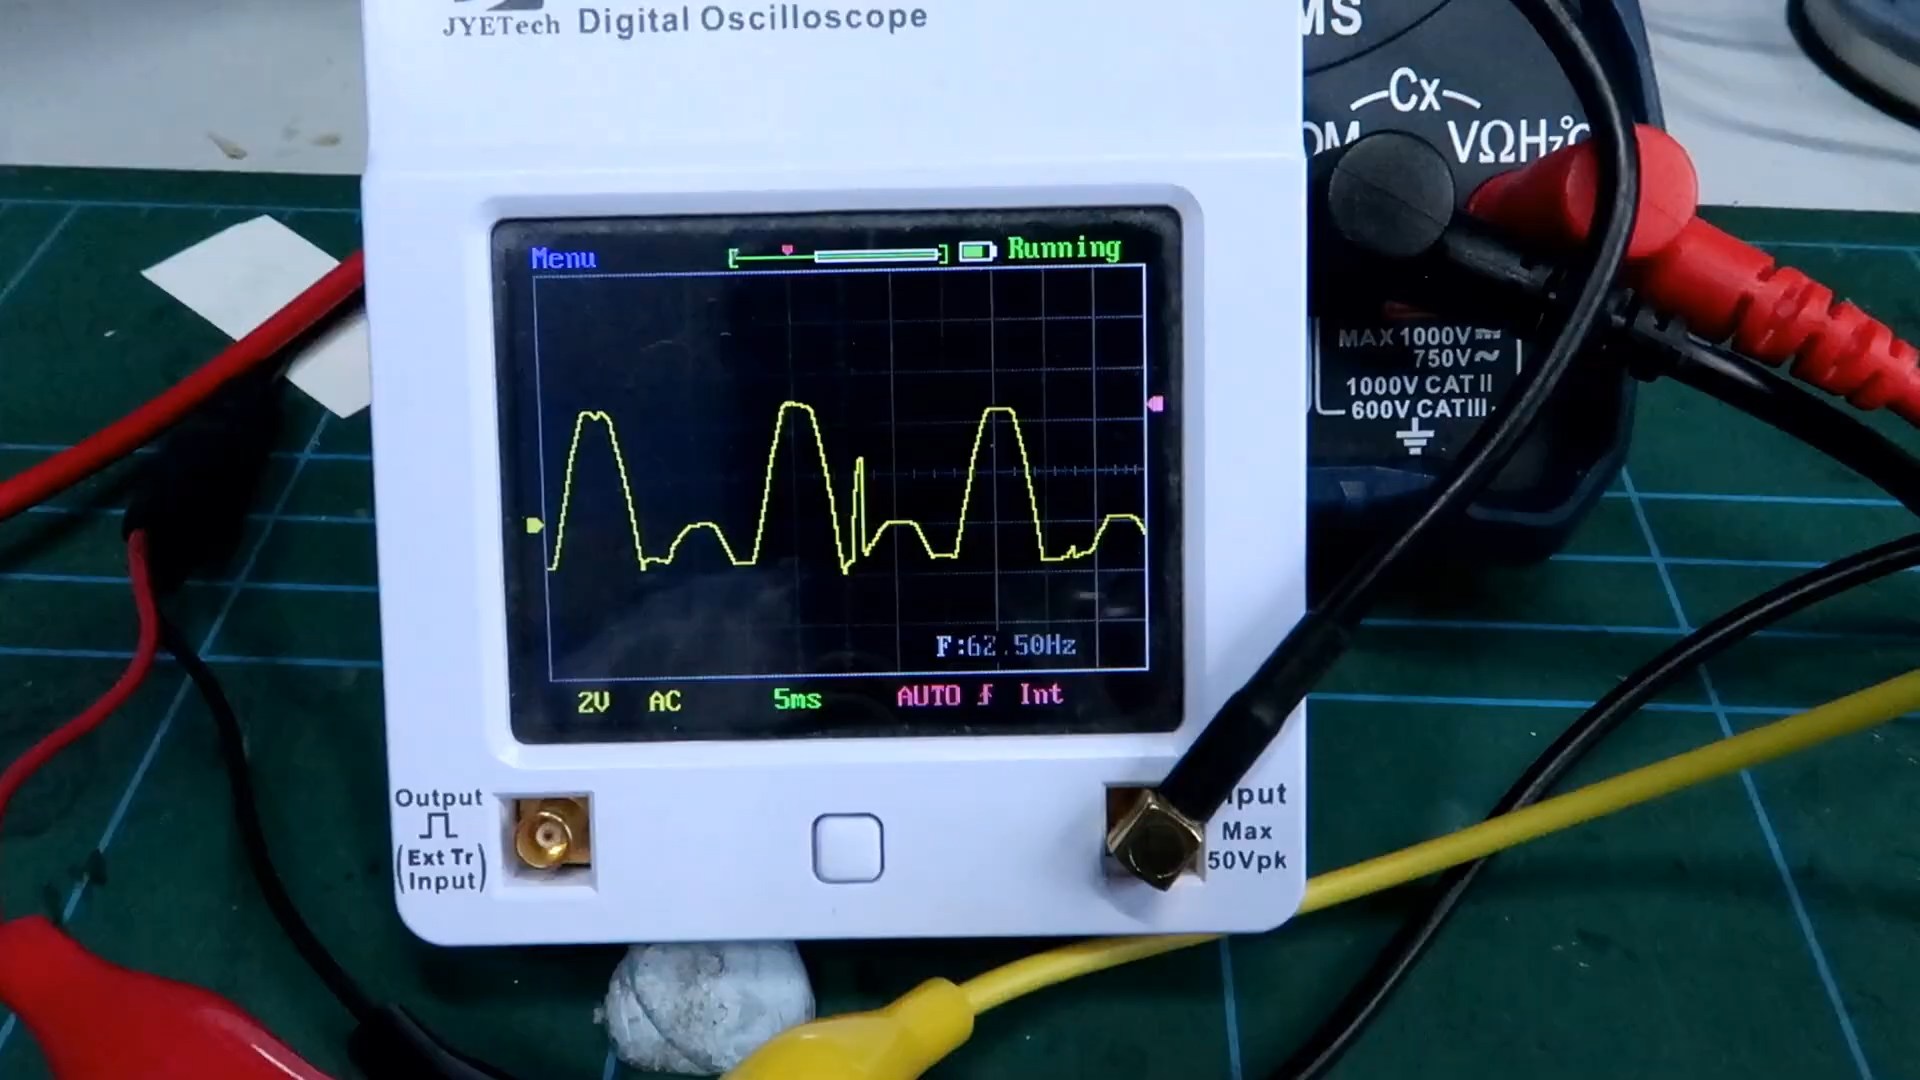 JYETech Digital Oscilloscope
MS
Cx
VΩHz°C
Menu
Running
MAX 1000V⎓
750V~
1000V CAT II
600V CAT III
F:62.50Hz
2V AC 5ms AUTO Int
Output
(Ext Tr
Input)
Max
50Vpk